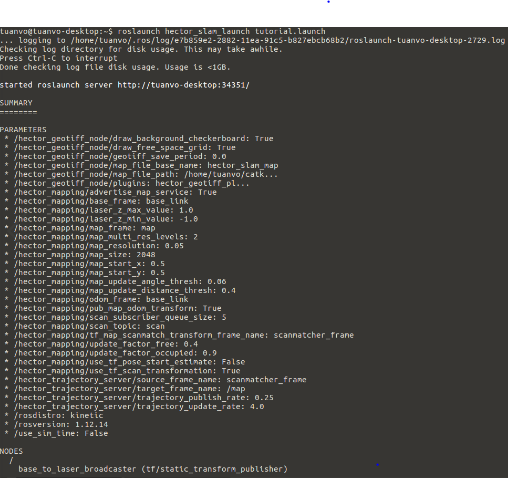 tuanvo@tuanvo-desktop:~$ roslaunch hector_slam_launch tutorial.launch
... logging to /home/tuanvo/.ros/log/e7b859e2-2882-11ea-91c5-b827ebcb68b2/roslaunch-tuanvo-desktop-2729.log
Checking log directory for disk usage. This may take awhile.
Press Ctrl-C to interrupt
Done checking log file disk usage. Usage is <1GB.
started roslaunch server http://tuanvo-desktop:34351/
SUMMARY
========
PARAMETERS
* /hector_geotiff_node/draw_background_checkerboard: True
* /hector_geotiff_node/draw_free_space_grid: True
* /hector_geotiff_node/geotiff_save_period: 0.0
* /hector_geotiff_node/map_file_base_name: hector_slam_map
* /hector_geotiff_node/map_file_path: /home/tuanvo/catk...
* /hector_geotiff_node/plugins: hector_geotiff_pl...
* /hector_mapping/advertise_map_service: True
* /hector_mapping/base_frame: base_link
* /hector_mapping/laser_z_max_value: 1.0
* /hector_mapping/laser_z_min_value: -1.0
* /hector_mapping/map_frame: map
* /hector_mapping/map_multi_res_levels: 2
* /hector_mapping/map_resolution: 0.05
* /hector_mapping/map_size: 2048
* /hector_mapping/map_start_x: 0.5
* /hector_mapping/map_start_y: 0.5
* /hector_mapping/map_update_angle_thresh: 0.06
* /hector_mapping/map_update_distance_thresh: 0.4
* /hector_mapping/odom_frame: base_link
* /hector_mapping/pub_map_odom_transform: True
* /hector_mapping/scan_subscriber_queue_size: 5
* /hector_mapping/scan_topic: scan
* /hector_mapping/tf_map_scanmatch_transform_frame_name: scanmatcher_frame
* /hector_mapping/update_factor_free: 0.4
* /hector_mapping/update_factor_occupied: 0.9
* /hector_mapping/use_tf_pose_start_estimate: False
* /hector_mapping/use_tf_scan_transformation: True
* /hector_trajectory_server/source_frame_name: scanmatcher_frame
* /hector_trajectory_server/target_frame_name: /map
* /hector_trajectory_server/trajectory_publish_rate: 0.25
* /hector_trajectory_server/trajectory_update_rate: 4.0
* /rosdistro: kinetic
* /rosversion: 1.12.14
* /use_sim_time: False
NODES
/
base_to_laser_broadcaster (tf/static_transform_publisher)